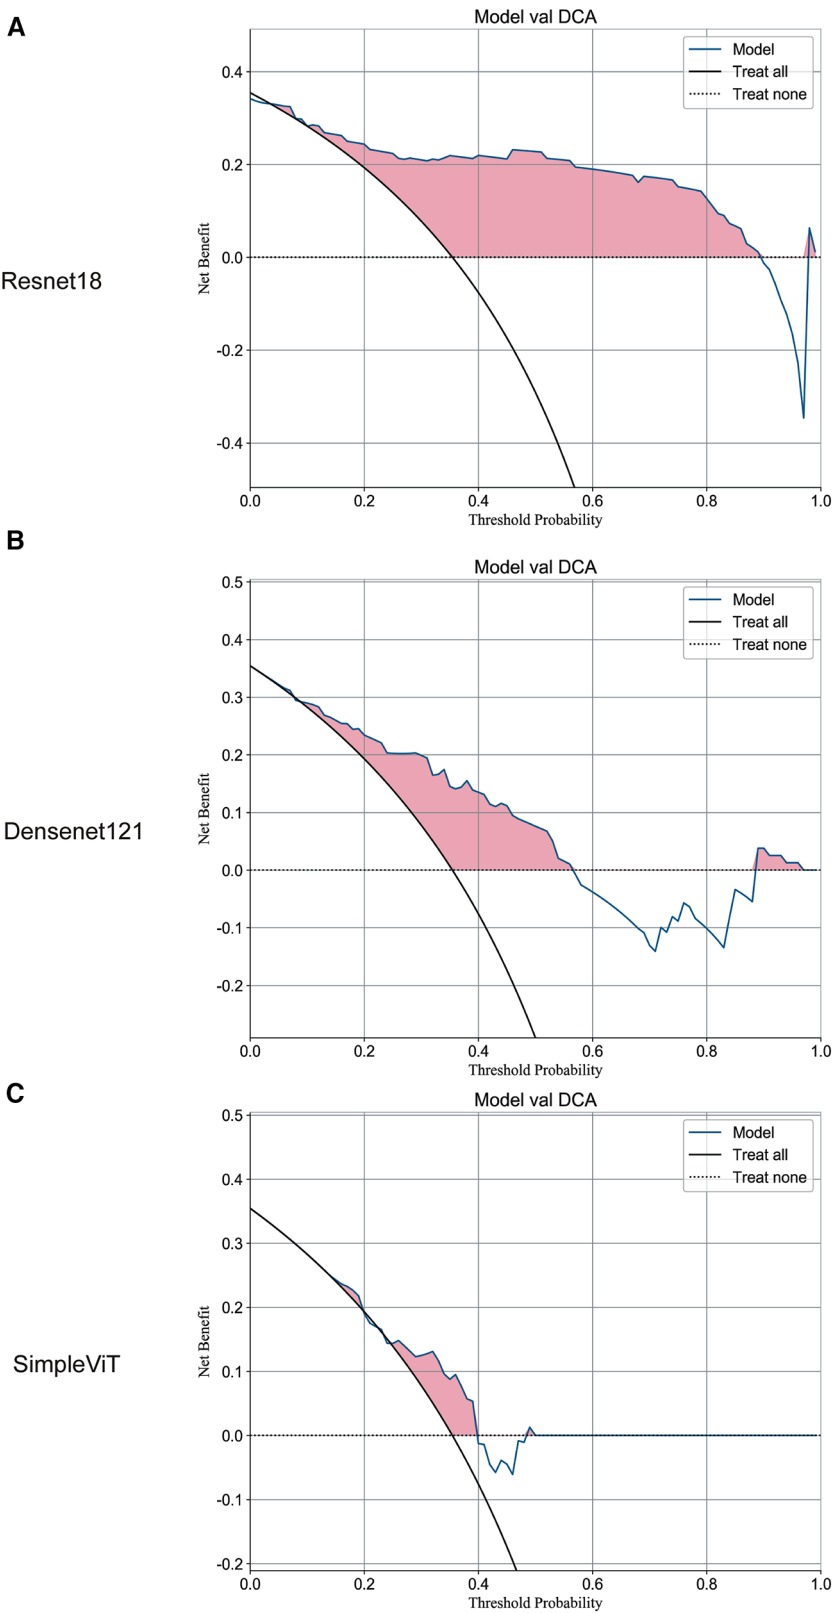 A
Model val DCA
Model
Treat all
Treat none
0.4
0.2
0.0
-0.2
-0.4
Net Benefit
Resnet18
0.0 0.2 0.4 0.6 0.8 1.0
Threshold Probability
B
Model val DCA
Model
Treat all
Treat none
0.5
0.4
0.3
0.2
0.1
0.0
-0.1
-0.2
Net Benefit
Densenet121
0.0 0.2 0.4 0.6 0.8 1.0
Threshold Probability
C
Model val DCA
Model
Treat all
Treat none
0.5
0.4
0.3
0.2
0.1
0.0
-0.1
-0.2
Net Benefit
SimpleViT
0.0 0.2 0.4 0.6 0.8 1.0
Threshold Probability